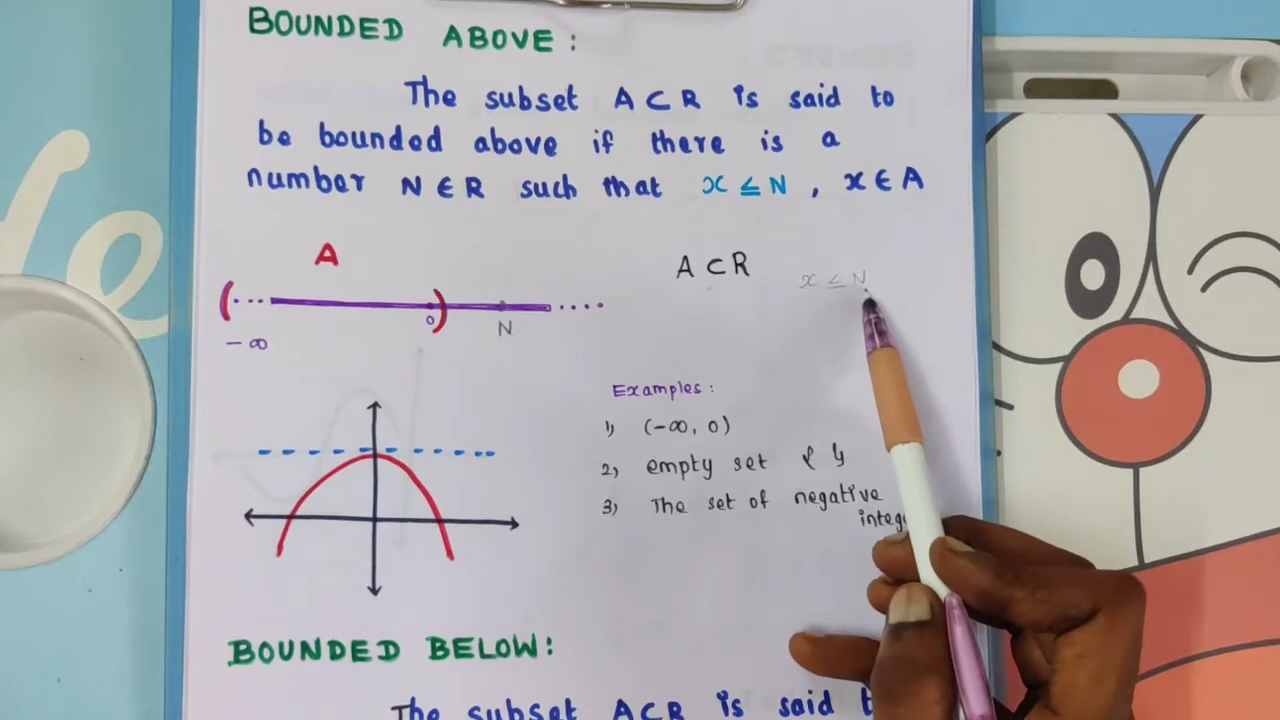 BOUNDED ABOVE:
The subset A ⊂ R is said to
be bounded above if there is a
number N ∈ R such that x ≤ N , x ∈ A
A
A ⊂ R
x ≤ N
0
N
-∞
Examples:
1) (-∞, 0)
2) empty set
3) The set of negative
BOUNDED BELOW:
The subset A ⊂ R is said